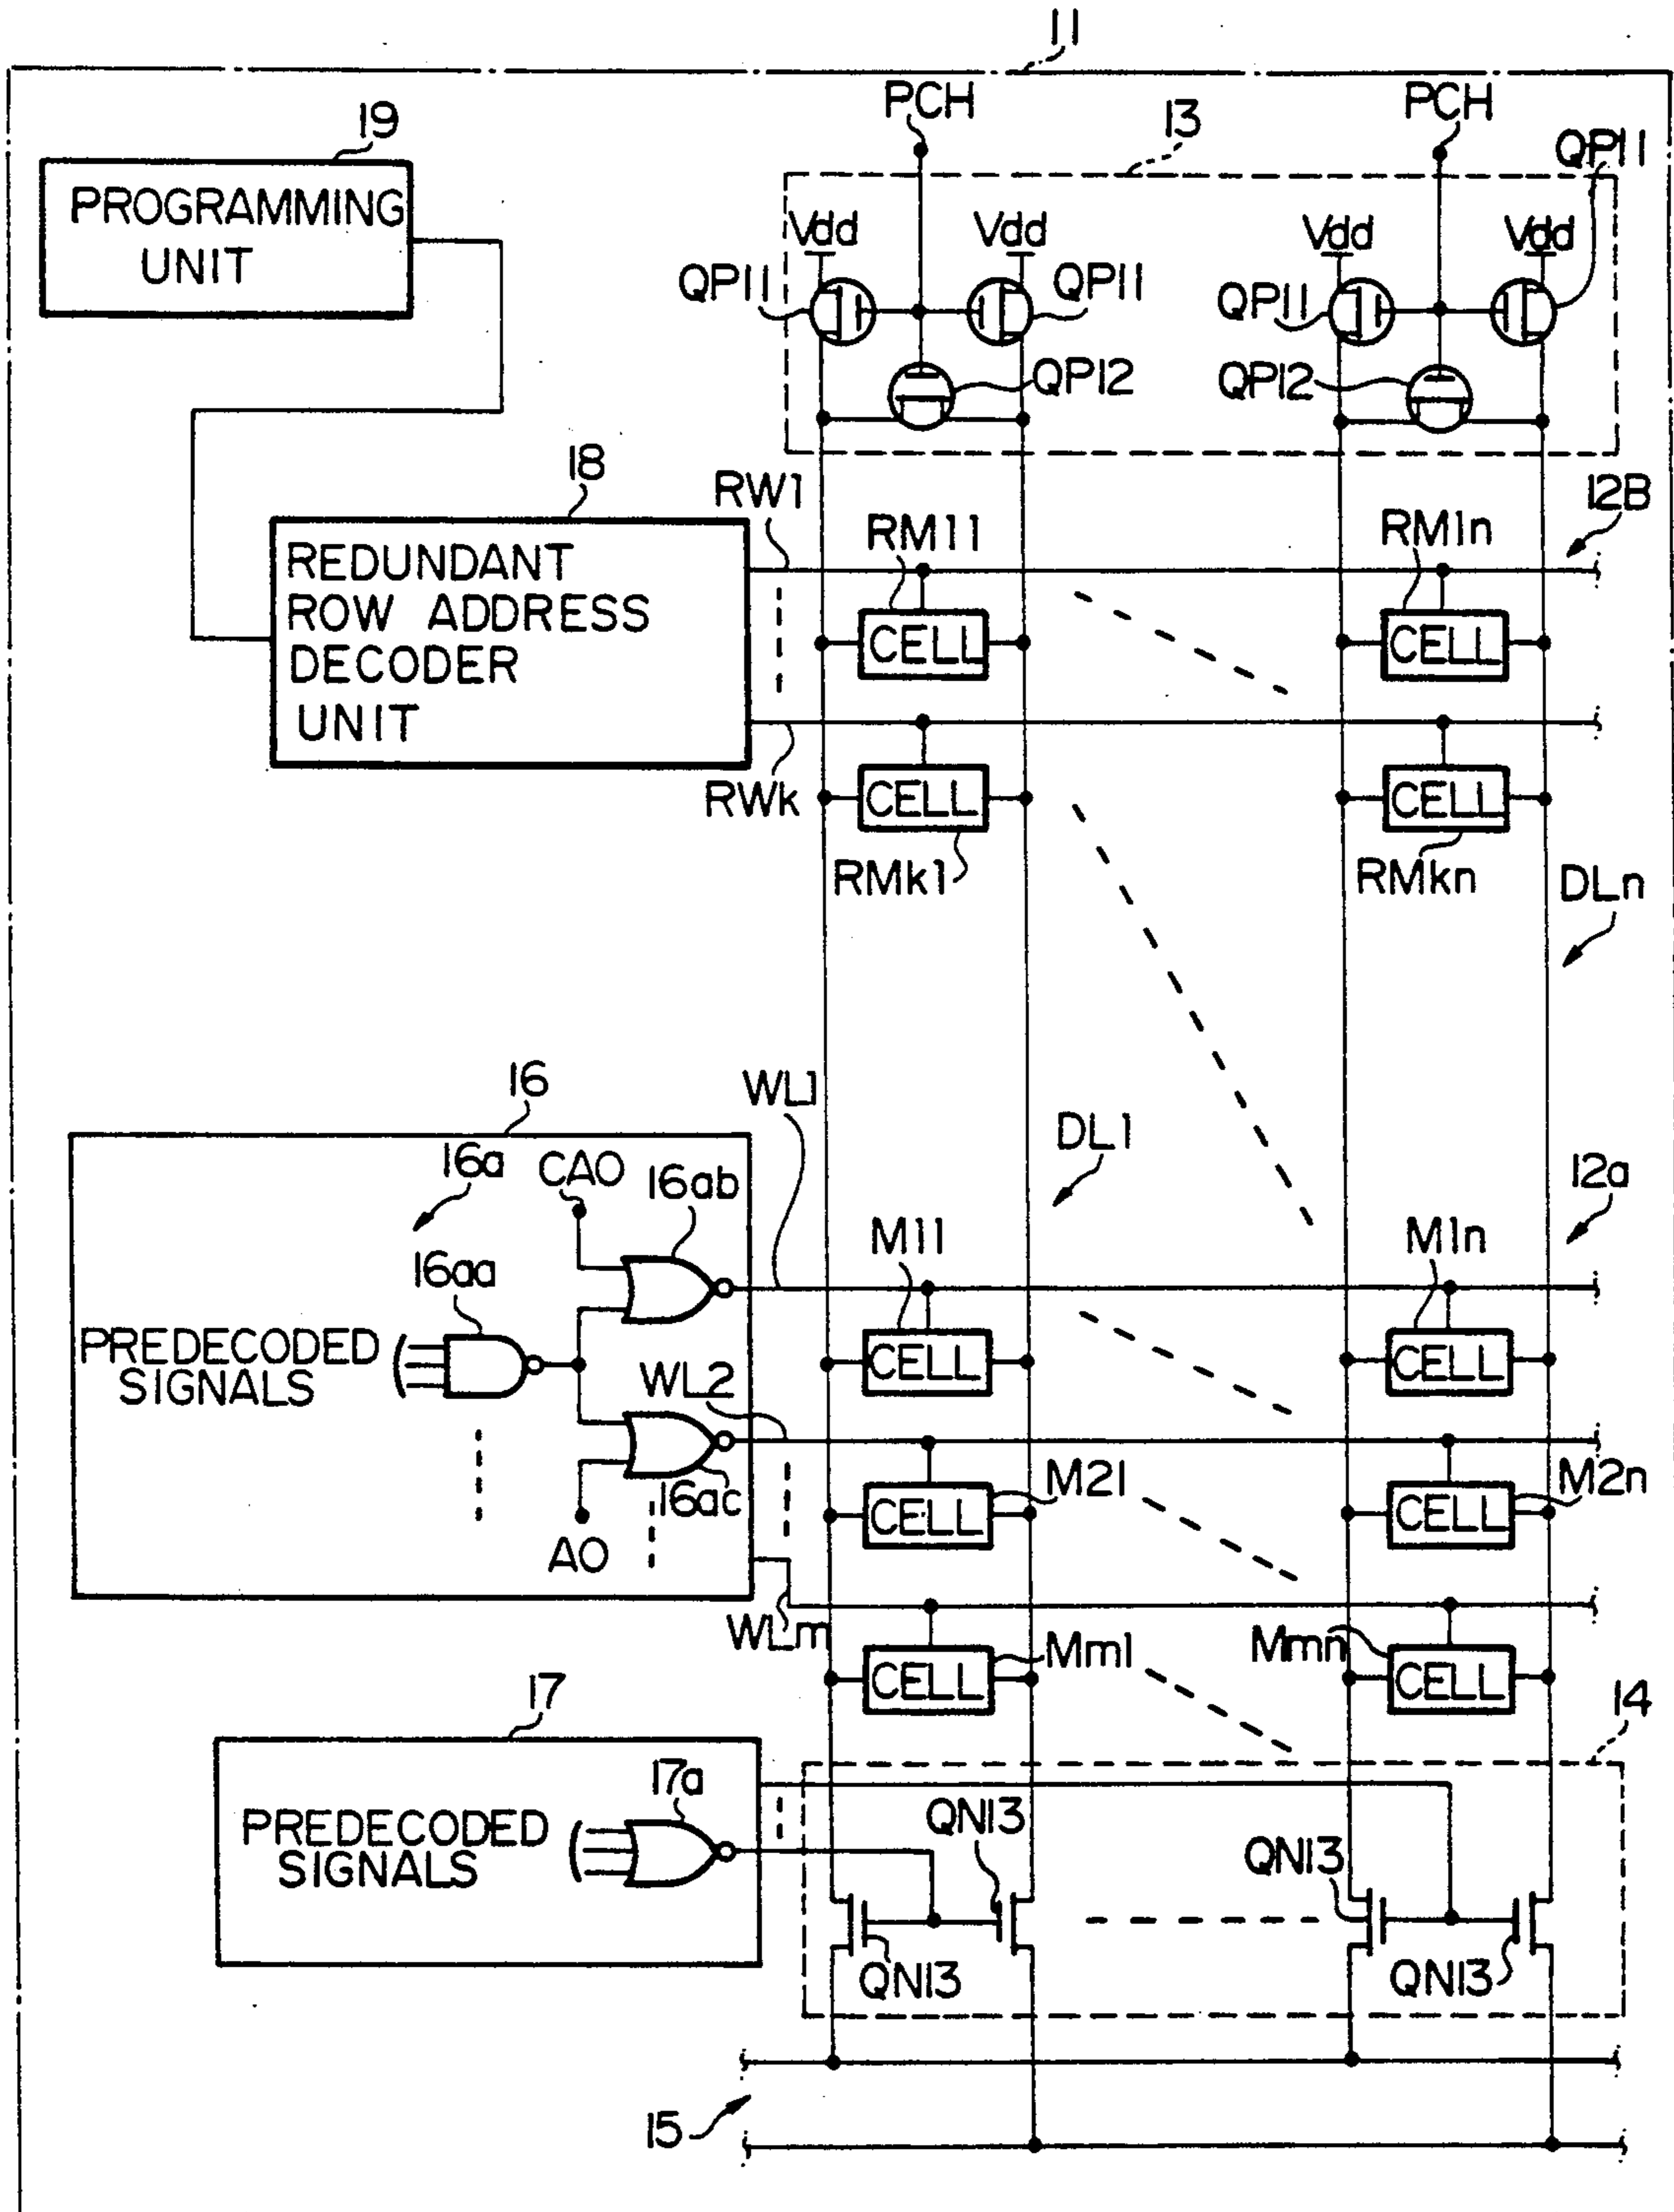 11
PCH
PCH
19
13
QP11
PROGRAMMING
UNIT
Vdd
Vdd
Vdd
Vdd
QP11
QP11
QP11
QP12
QP12
18
RW1
12B
RM11
RM1n
REDUNDANT
ROW ADDRESS
DECODER
UNIT
CELL
CELL
RWk
CELL
CELL
RMk1
RMkn
DLn
16
WL1
DL1
16a
CA0
16ab
12a
M11
M1n
16aa
PREDECODED
SIGNALS
CELL
CELL
WL2
M21
M2n
16ac
CELL
CELL
A0
WLm
Mm1
Mmn
CELL
CELL
17
14
17a
PREDECODED
SIGNALS
QN13
QN13
QN13
QN13
15